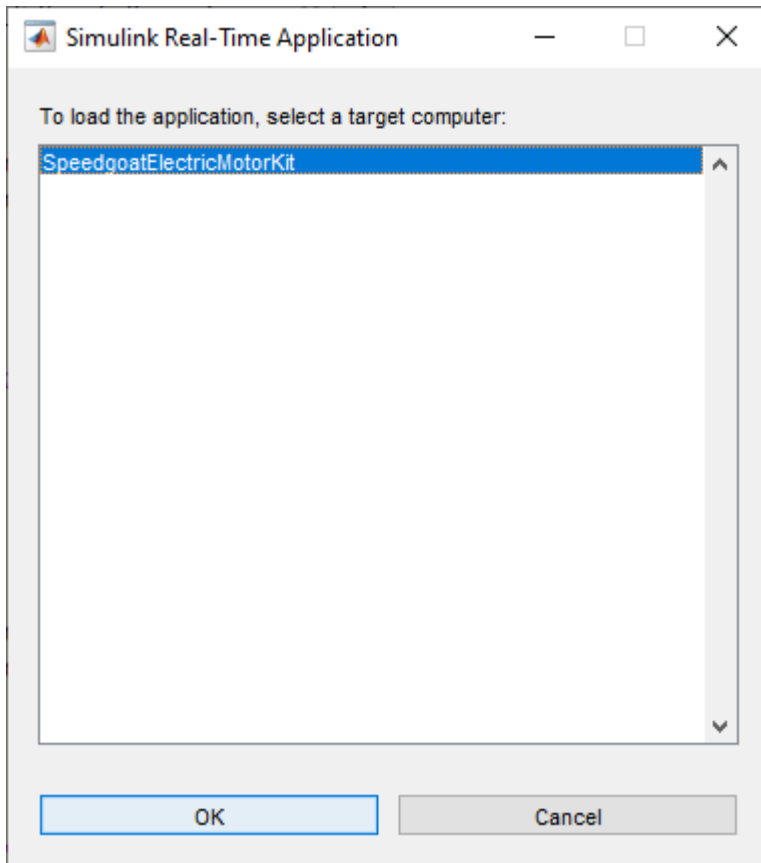 Simulink Real-Time Application
To load the application, select a target computer:
SpeedgoatElectricMotorKit
OK
Cancel